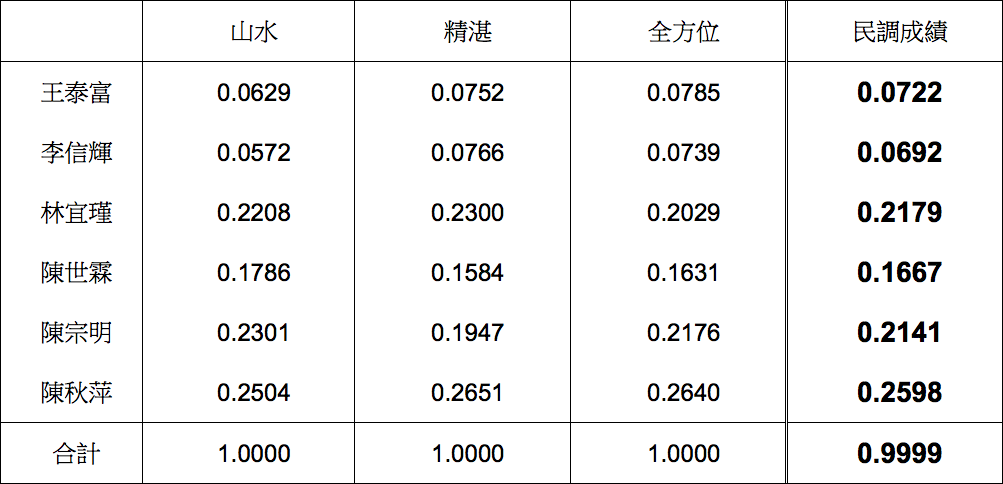 山水 精湛 全方位 民調成績
王泰富 0.0629 0.0752 0.0785 0.0722
李信輝 0.0572 0.0766 0.0739 0.0692
林宜瑾 0.2208 0.2300 0.2029 0.2179
陳世霖 0.1786 0.1584 0.1631 0.1667
陳宗明 0.2301 0.1947 0.2176 0.2141
陳秋萍 0.2504 0.2651 0.2640 0.2598
合計 1.0000 1.0000 1.0000 0.9999